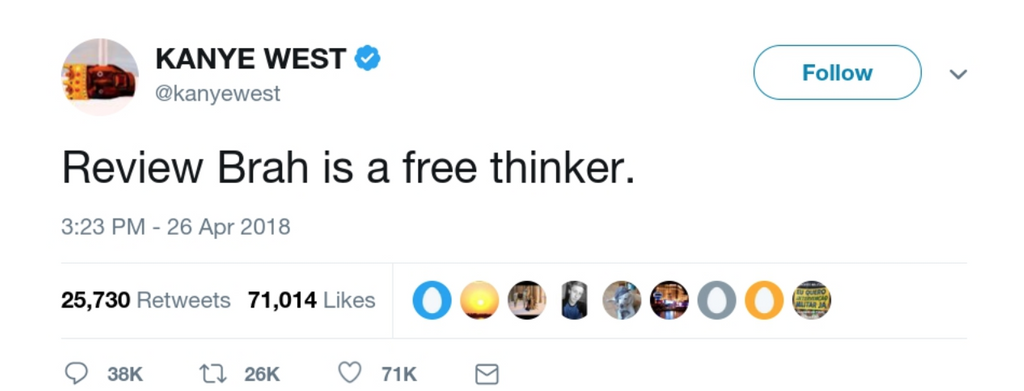 KANYE WEST
@kanyewest
Follow
Review Brah is a free thinker.
3:23 PM - 26 Apr 2018
25,730 Retweets 71,014 Likes
38K 26K 71K